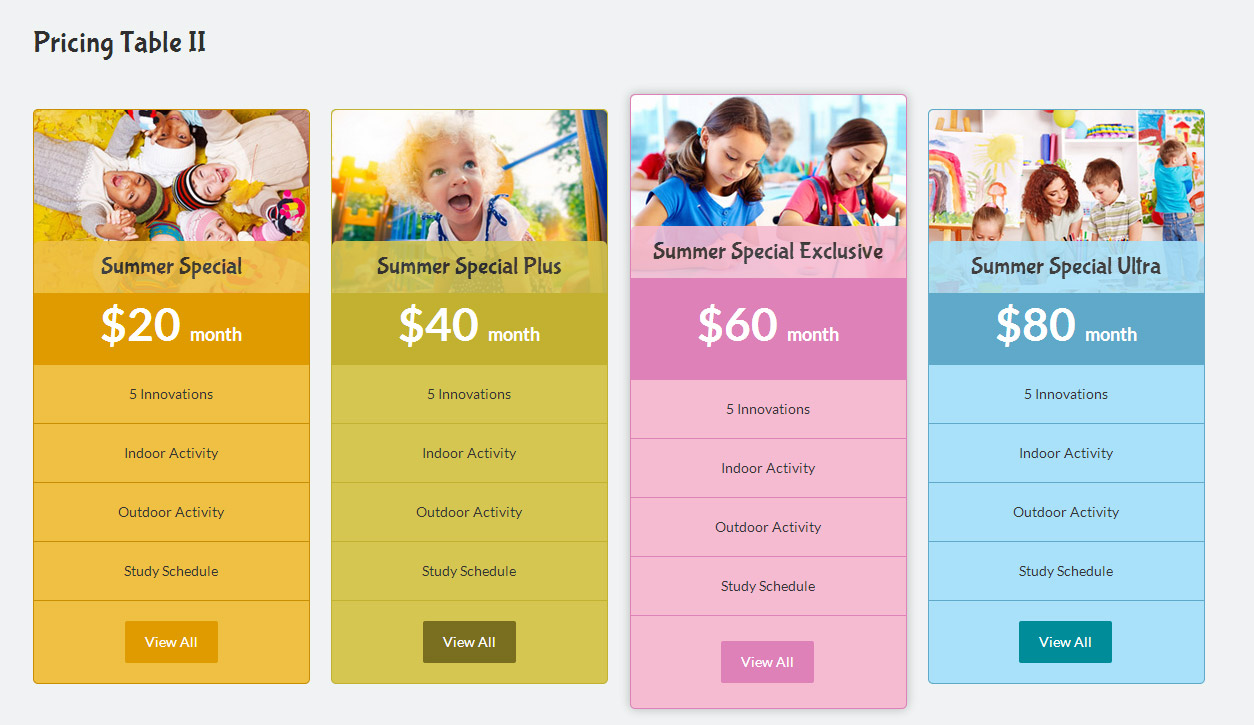 Pricing Table II
Summer Special
$20 month
5 Innovations
Indoor Activity
Outdoor Activity
Study Schedule
View All
Summer Special Plus
$40 month
5 Innovations
Indoor Activity
Outdoor Activity
Study Schedule
View All
Summer Special Exclusive
$60 month
5 Innovations
Indoor Activity
Outdoor Activity
Study Schedule
View All
Summer Special Ultra
$80 month
5 Innovations
Indoor Activity
Outdoor Activity
Study Schedule
View All